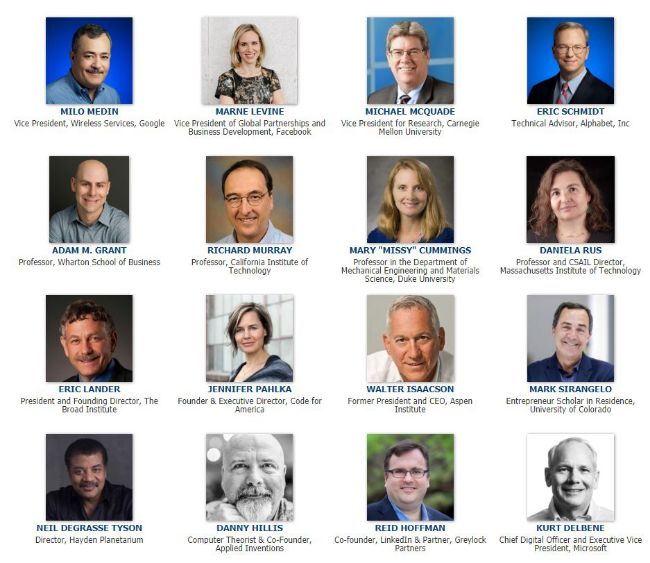 MILO MEDIN
Vice President, Wireless Services, Google
MARNE LEVINE
Vice President of Global Partnerships and
Business Development, Facebook
MICHAEL MCQUADE
Vice President for Research, Carnegie
Mellon University
ERIC SCHMIDT
Technical Advisor, Alphabet, Inc
ADAM M. GRANT
Professor, Wharton School of Business
RICHARD MURRAY
Professor, California Institute of
Technology
MARY "MISSY" CUMMINGS
Professor in the Department of
Mechanical Engineering and Materials
Science, Duke University
DANIELA RUS
Professor and CSAIL Director,
Massachusetts Institute of Technology
ERIC LANDER
President and Founding Director, The
Broad Institute
JENNIFER PAHLKA
Founder & Executive Director, Code for
America
WALTER ISAACSON
Former President and CEO, Aspen
Institute
MARK SIRANGELO
Entrepreneur Scholar in Residence,
University of Colorado
NEIL DEGRASSE TYSON
Director, Hayden Planetarium
DANNY HILLIS
Computer Theorist & Co-Founder,
Applied Inventions
REID HOFFMAN
Co-founder, LinkedIn & Partner, Greylock
Partners
KURT DELBENE
Chief Digital Officer and Executive Vice
President, Microsoft